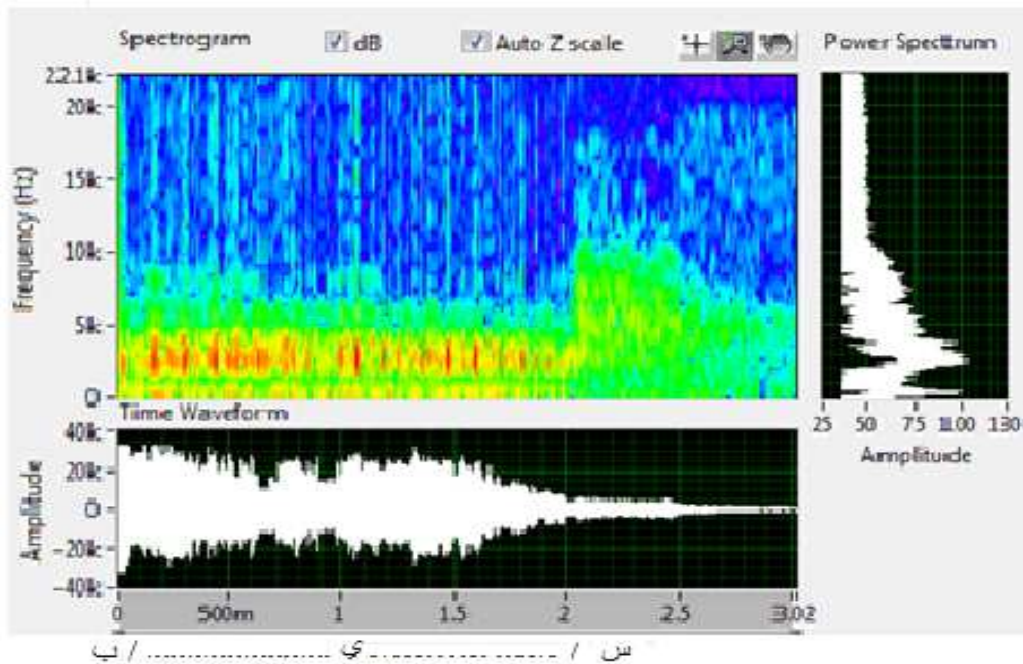 Spectrogram dB Auto Z scale Power Spectrum
22.1k
20k
15k
10k
5k
0
Frequency (Hz)
Time Waveform
25 50 75 100 130
Amplitude
40k
20k
0
-20k
-40k
Amplitude
0 500m 1 1.5 2 2.5 3.02
س / ........ ........... ي ...................... / ب